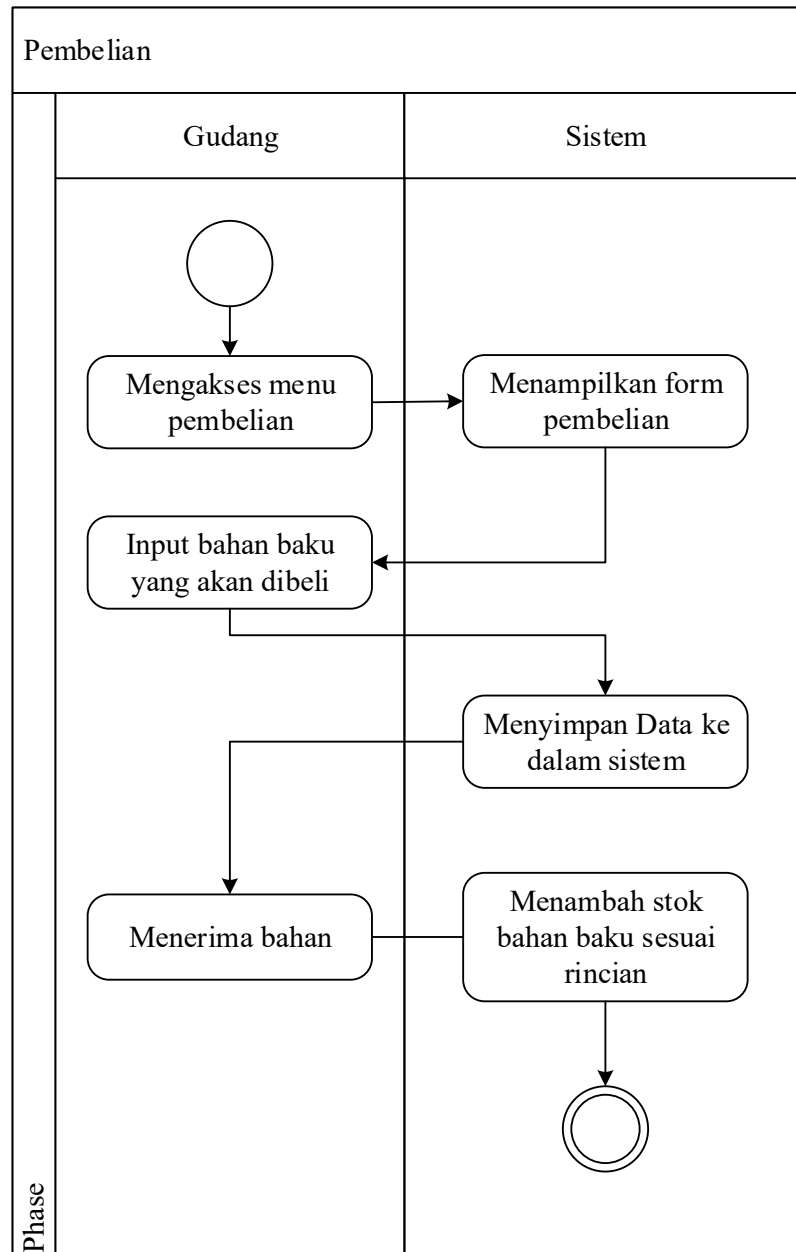 Pembelian
Gudang
Sistem
Mengakses menu
pembelian
Menampilkan form
pembelian
Input bahan baku
yang akan dibeli
Menyimpan Data ke
dalam sistem
Menerima bahan
Menambah stok
bahan baku sesuai
rincian
Phase